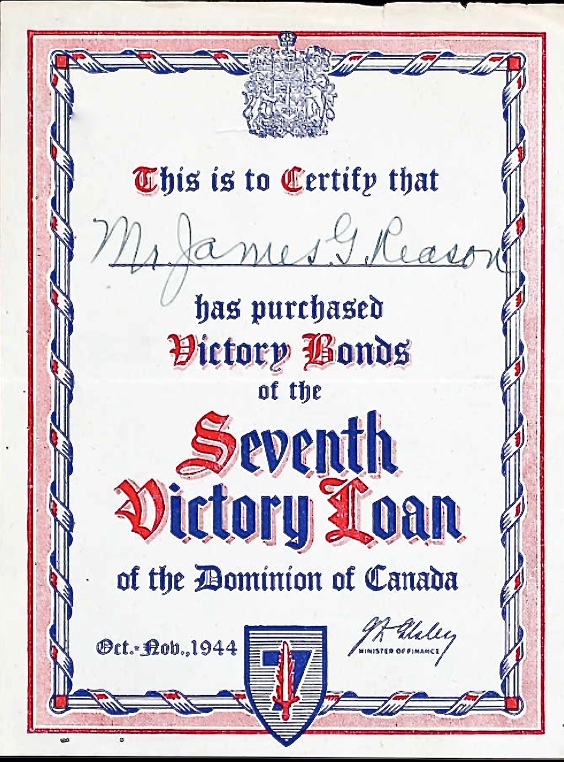 This is to Certify that
Mr. James G. Reason
has purchased
Victory Bonds
of the
Seventh
Victory Loan
of the Dominion of Canada
Oct.-Nov., 1944
7
J L Ilsley
MINISTER OF FINANCE